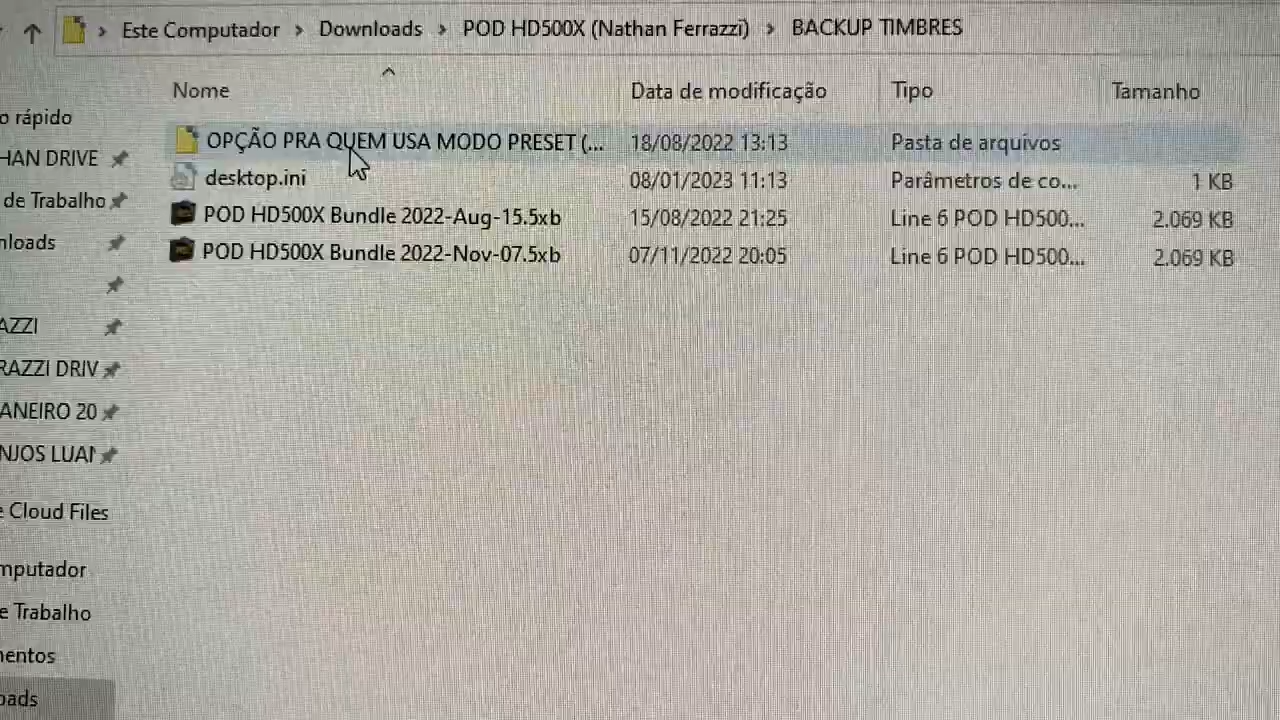 Este Computador > Downloads > POD HD500X (Nathan Ferrazzi) > BACKUP TIMBRES
Nome Data de modificação Tipo Tamanho
o rápido
OPÇÃO PRA QUEM USA MODO PRESET (... 18/08/2022 13:13 Pasta de arquivos
HAN DRIVE
desktop.ini 08/01/2023 11:13 Parâmetros de co... 1 KB
de Trabalho
POD HD500X Bundle 2022-Aug-15.5xb 15/08/2022 21:25 Line 6 POD HD500... 2.069 KB
nloads
POD HD500X Bundle 2022-Nov-07.5xb 07/11/2022 20:05 Line 6 POD HD500... 2.069 KB
AZZI
RAZZI DRIV
ANEIRO 20
NJOS LUAN
e Cloud Files
mputador
e Trabalho
mentos
oads